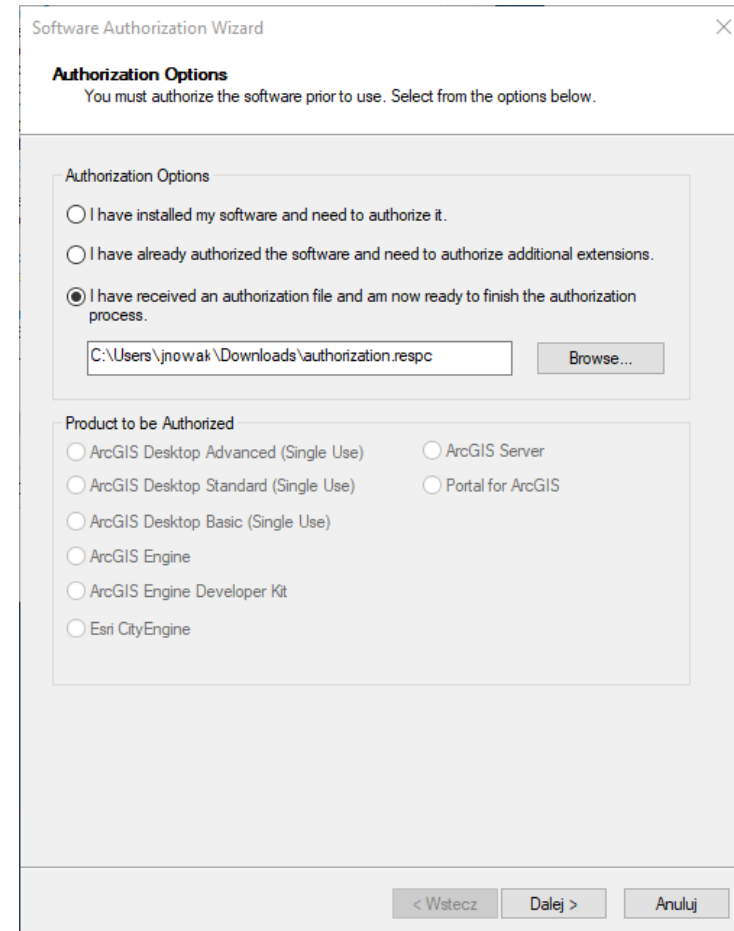 Software Authorization Wizard
Authorization Options
You must authorize the software prior to use. Select from the options below.
Authorization Options
I have installed my software and need to authorize it.
I have already authorized the software and need to authorize additional extensions.
I have received an authorization file and am now ready to finish the authorization
process.
C:\Users\jnowak\Downloads\authorization.respc
Browse...
Product to be Authorized
ArcGIS Desktop Advanced (Single Use)
ArcGIS Server
ArcGIS Desktop Standard (Single Use)
Portal for ArcGIS
ArcGIS Desktop Basic (Single Use)
ArcGIS Engine
ArcGIS Engine Developer Kit
Esri CityEngine
< Wstecz
Dalej >
Anuluj